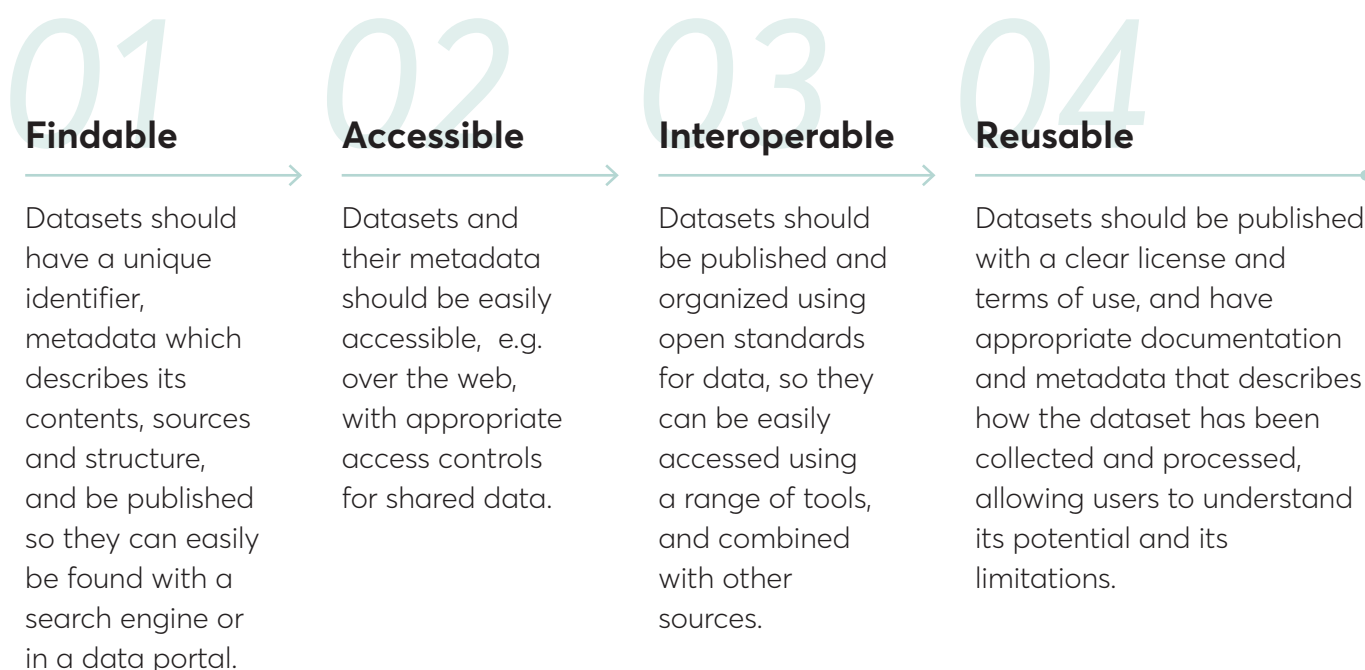 01
Findable
Datasets should
have a unique
identifier,
metadata which
describes its
contents, sources
and structure,
and be published
so they can easily
be found with a
search engine or
in a data portal.
02
Accessible
Datasets and
their metadata
should be easily
accessible,  e.g.
over the web,
with appropriate
access controls
for shared data.
03
Interoperable
Datasets should
be published and
organized using
open standards
for data, so they
can be easily
accessed using
a range of tools,
and combined
with other
sources.
04
Reusable
Datasets should be published
with a clear license and
terms of use, and have
appropriate documentation
and metadata that describes
how the dataset has been
collected and processed,
allowing users to understand
its potential and its
limitations.